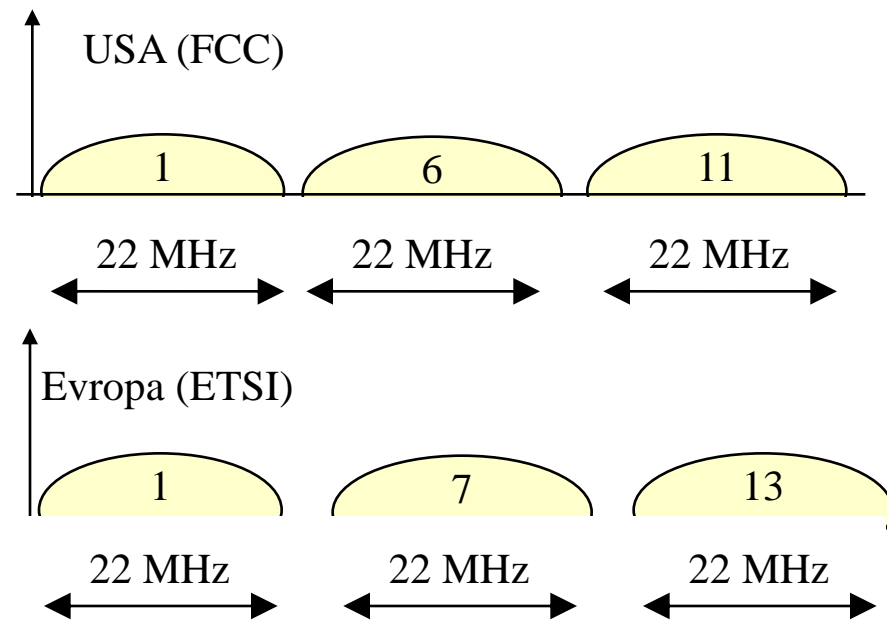 USA (FCC)
1 6 11
22 MHz 22 MHz 22 MHz
Evropa (ETSI)
1 7 13
22 MHz 22 MHz 22 MHz